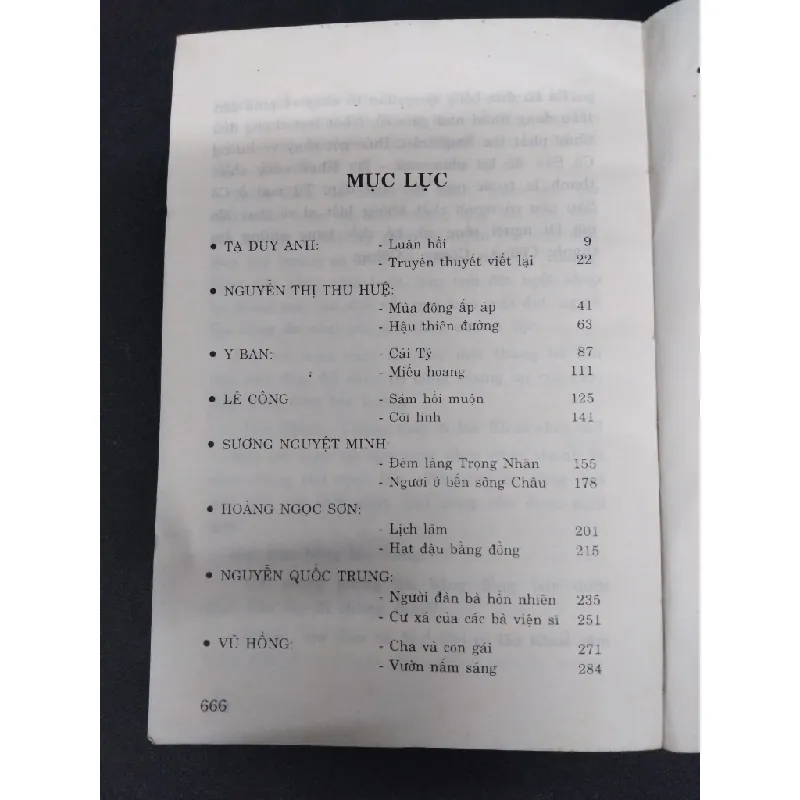 MỤC LỤC
• TẠ DUY ANH: - Luân hồi 9
- Truyền thuyết viết lại 22
• NGUYỄN THỊ THU HUỆ:
- Mùa đông ấp áp 41
- Hậu thiên đường 63
• Y BAN: - Cái Tý 87
- Miếu hoang 111
• LÊ CÔNG: - Sám hối muộn 125
- Cõi linh 141
• SƯƠNG NGUYỆT MINH
- Đêm làng Trọng Nhân 155
- Người ở bến sông Châu 178
• HOÀNG NGỌC SƠN:
- Lịch lãm 201
- Hạt đậu bằng đồng 215
• NGUYỄN QUỐC TRUNG:
- Người đàn bà hồn nhiên 235
- Cư xá của các bà viện sĩ 251
• VŨ HỒNG: - Cha và con gái 271
- Vườn nấm sáng 284
666